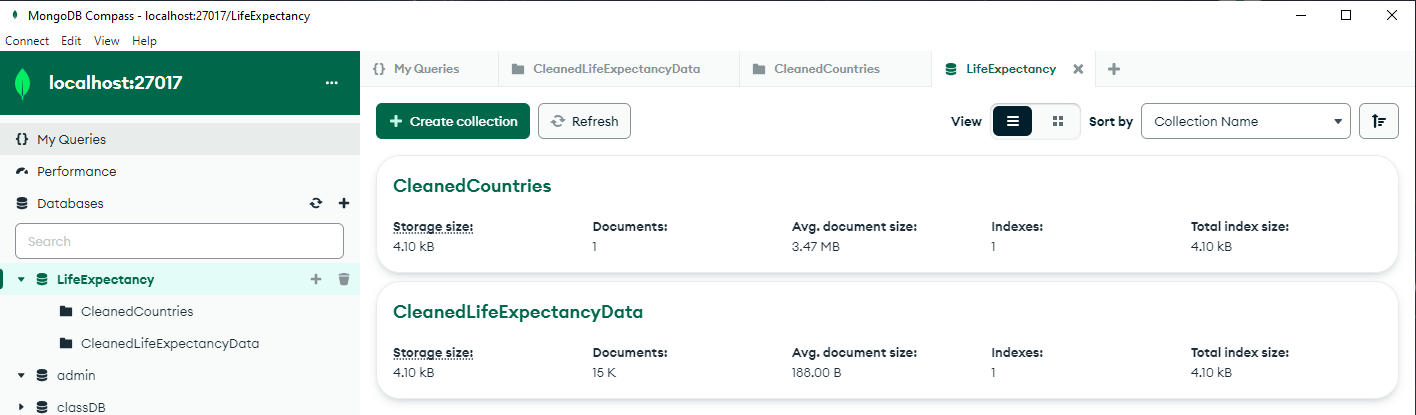 MongoDB Compass - localhost:27017/LifeExpectancy
Connect Edit View Help
localhost:27017 ...
{} My Queries
Performance
Databases
Search
LifeExpectancy
CleanedCountries
CleanedLifeExpectancyData
admin
classDB
{} My Queries CleanedLifeExpectancyData CleanedCountries LifeExpectancy
+ Create collection Refresh View Sort by Collection Name
CleanedCountries
Storage size: Documents: Avg. document size: Indexes: Total index size:
4.10 kB 1 3.47 MB 1 4.10 kB
CleanedLifeExpectancyData
Storage size: Documents: Avg. document size: Indexes: Total index size:
4.10 kB 15 K 188.00 B 1 4.10 kB